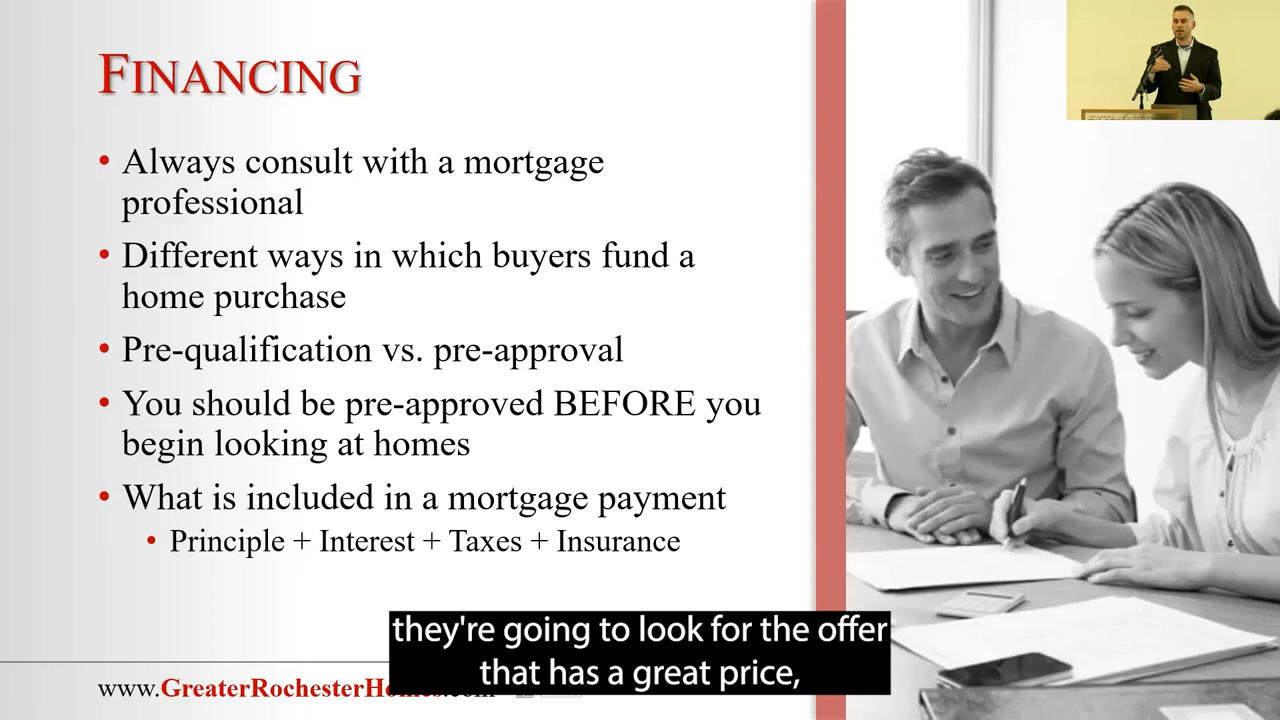 FINANCING
• Always consult with a mortgage
professional
• Different ways in which buyers fund a
home purchase
• Pre-qualification vs. pre-approval
• You should be pre-approved BEFORE you
begin looking at homes
• What is included in a mortgage payment
• Principle + Interest + Taxes + Insurance
they're going to look for the offer
that has a great price,